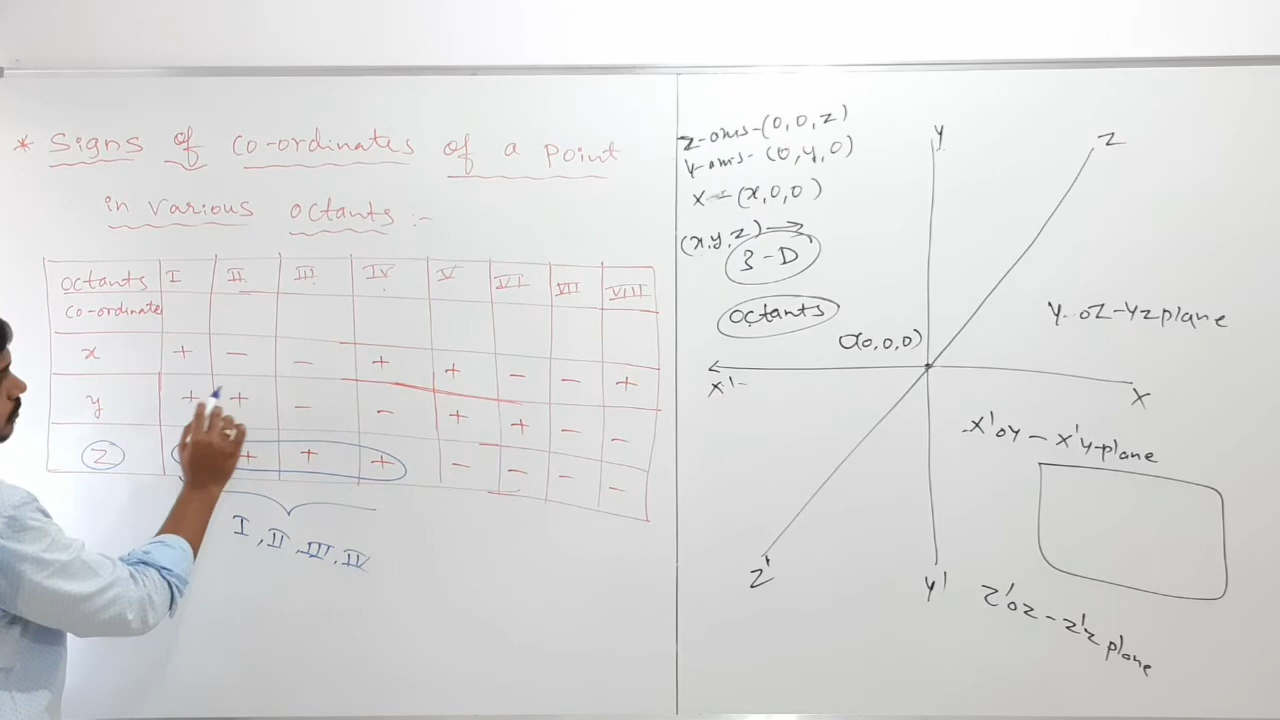 * Signs of co-ordinates of a point
in various octants :-
octants I II III IV V VI VII VIII
co-ordinates
x + - - + + - - +
y + + - - + + - -
z + + + - - - -
I, II, III, IV
z-axis-(0, 0, z)
y-axis-(0, y, 0)
x - (x, 0, 0)
(x, y, z) →
3-D
octants
y
z
O(0,0,0)
x'
x
z'
y'
y oz - yz plane
x'oy - x'y-plane
z'oz - z'z plane